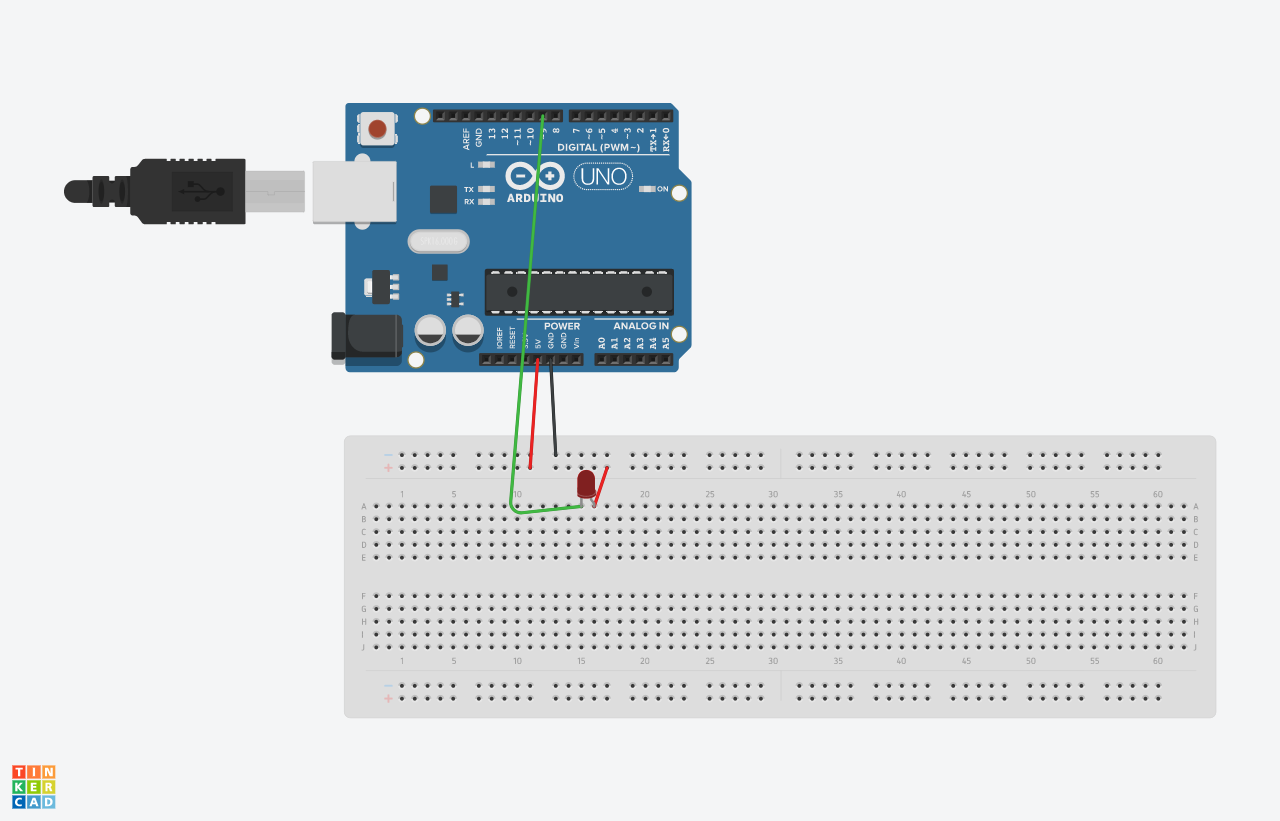 AREF
GND
13
12
~11
~10
~9
8
7
~6
~5
4
~3
2
TX→1
RX←0
DIGITAL (PWM~)
L
TX
RX
ARDUINO
UNO
ON
IOREF
RESET
3.3V
5V
GND
GND
Vin
POWER
ANALOG IN
A0
A1
A2
A3
A4
A5
− 
+
1 5 10 20 25 30 35 40 45 50 55 60
A A
B B
C C
D D
E E
F F
G G
H H
I I
J J
1 5 10 15 20 25 30 35 40 45 50 55 60
−
+
TIN
KER
CAD